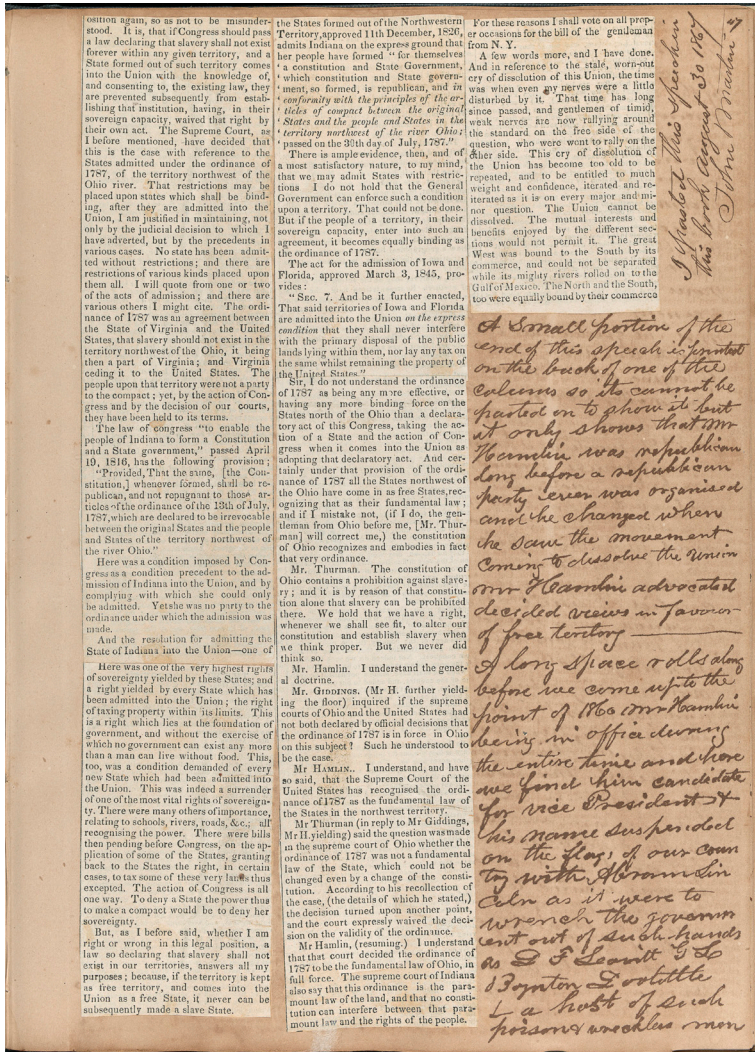 osition again, so as not to be misunder-
stood. It is, that if Congress should pass
a law declaring that slavery shall not exist
forever within any given territory, and a
State formed out of such territory comes
into the Union with the knowledge of,
and consenting to, the existing law, they
are prevented subsequently from estab-
lishing that institution, having, in their
sovereign capacity, waived that right by
their own act. The Supreme Court, as
I before mentioned, have decided that
this is the case with reference to the
States admitted under the ordinance of
1787, of the territory northwest of the
Ohio river. That restrictions may be
placed upon states which shall be bind-
ing, after they are admitted into the
Union, I am justified in maintaining, not
only by the judicial decision to which I
have adverted, but by the precedents in
various cases. No state has been admit-
ted without restrictions; and there are
restrictions of various kinds placed upon
them all. I will quote from one or two
of the acts of admission; and there are
various others I might cite. The ordi-
nance of 1787 was an agreement between
the State of Virginia and the United
States, that slavery should not exist in the
territory northwest of the Ohio, it being
then a part of Virginia; and Virginia
ceding it to the United States. The
people upon that territory were not a party
to the compact; yet, by the action of Con-
gress and by the decision of our courts,
they have been held to its terms.
The law of congress "to enable the
people of Indiana to form a Constitution
and a State government," passed April
19, 1816, has the following provision;
"Provided, That the same, [the Con-
stitution,] whenever formed, shall be re-
publican, and not repugnant to those ar-
ticles of the ordinance of the 13th of July,
1787, which are declared to be irrevocable
between the original States and the people
and States of the territory northwest of
the river Ohio."
Here was a condition imposed by Con-
gress as a condition precedent to the ad-
mission of Indiana into the Union, and by
complying with which she could only
be admitted. Yet she was no party to the
ordinance under which the admission was
made.
And the resolution for admitting the
State of Indiana into the Union—one of
Here was one of the very highest rights
of sovereignty yielded by these States; and
a right yielded by every State which has
been admitted into the Union; the right
of taxing property within its limits. This
is a right which lies at the foundation of
government, and without the exercise of
which no government can exist any more
than a man can live without food. This,
too, was a condition demanded of every
new State which had been admitted into
the Union. This was indeed a surrender
of one of the most vital rights of sovereign-
ty. There were many others of importance,
relating to schools, rivers, roads, &c.; all
recognising the power. There were bills
then pending before Congress, on the ap-
plication of some of the States, granting
back to the States the right, in certain
cases, to tax some of these very lands thus
excepted. The action of Congress is all
one way. To deny a State the power thus
to make a compact would be to deny her
sovereignty.
But, as I before said, whether I am
right or wrong in this legal position, a
law so declaring that slavery shall not
exist in our territories, answers all my
purposes; because, if the territory is kept
as free territory, and comes into the
Union as a free State, it never can be
subsequently made a slave State.
the States formed out of the Northwestern
Territory, approved 11th December, 1826,
admits Indiana on the express ground that
her people have formed "for themselves
'a constitution and State Government,
'which constitution and State govern-
'ment, so formed, is republican, and in
'conformity with the principles of the ar-
'ticles of compact between the original
'States and the people and States in the
'territory northwest of the river Ohio;
'passed on the 30th day of July, 1787."
There is ample evidence, then, and of
a most satisfactory nature, to my mind,
that we may admit States with restric-
tions I do not hold that the General
Government can enforce such a condition
upon a territory. That could not be done.
But if the people of a territory, in their
sovereign capacity, enter into such an
agreement, it becomes equally binding as
the ordinance of 1787.
The act for the admission of Iowa and
Florida, approved March 3, 1845, pro-
vides:
"SEC. 7. And be it further enacted,
That said territories of Iowa and Florida
are admitted into the Union on the express
condition that they shall never interfere
with the primary disposal of the public
lands lying within them, nor lay any tax on
the same whilst remaining the property of
the United States."
Sir, I do not understand the ordinance
of 1787 as being any more effective, or
having any more binding force on the
States north of the Ohio than a declara-
tory act of this Congress, taking the ac-
tion of a State and the action of Con-
gress when it comes into the Union as
adopting that declaratory act. And cer-
tainly under that provision of the ordi-
nance of 1787 all the States northwest of
the Ohio have come in as free States, rec-
ognizing that as their fundamental law;
and if I mistake not, (if I do, the gen-
tleman from Ohio before me, [Mr. Thur-
man] will correct me,) the constitution
of Ohio recognizes and embodies in fact
that very ordinance.
Mr. Thurman. The constitution of
Ohio contains a prohibition against slave-
ry; and it is by reason of that constitu-
tion alone that slavery can be prohibited
there. We hold that we have a right,
whenever we shall see fit, to alter our
constitution and establish slavery when
we think proper. But we never did
think so.
Mr. Hamlin. I understand the gener-
al doctrine.
Mr. GIDDINGS. (Mr H. further yield-
ing the floor) inquired if the supreme
courts of Ohio and the United States had
not both declared by official decisions that
the ordinance of 1787 is in force in Ohio
on this subject? Such he understood to
be the case.
Mr HAMLIN. I understand, and have
so said, that the Supreme Court of the
United States has recognised the ordi-
nance of 1787 as the fundamental law of
the States in the northwest territory.
Mr Thurman (in reply to Mr Giddings,
Mr H. yielding) said the question was made
in the supreme court of Ohio whether the
ordinance of 1787 was not a fundamental
law of the State, which could not be
changed even by a change of the consti-
tution. According to his recollection of
the case, (the details of which he stated,)
the decision turned upon another point,
and the court expressly waived the deci-
sion on the validity of the ordinance.
Mr Hamlin, (resuming.) I understand
that that court decided the ordinance of
1787 to be the fundamental law of Ohio, in
full force. The supreme court of Indiana
also say that this ordinance is the para-
mount law of the land, and that no consti-
tution can interfere between that para-
mount law and the rights of the people.
For these reasons I shall vote on all prop-
er occasions for the bill of the gentleman
from N. Y.
A few words more, and I have done.
And in reference to the stale, worn-out
cry of dissolution of this Union, the time
was when even my nerves were a little
disturbed by it. That time has long
since passed, and gentlemen of timid,
weak nerves are now rallying around
the standard on the free side of the
question, who were wont to rally on the
other side. This cry of dissolution of
the Union has become too old to be
repeated, and to be entitled to much
weight and confidence, iterated and re-
iterated as it is on every major and mi-
nor question. The Union cannot be
dissolved. The mutual interests and
benefits enjoyed by the different sec-
tions would not permit it. The great
West was bound to the South by its
commerce, and could not be separated
while its mighty rivers rolled on to the
Gulf of Mexico. The North and the South,
too were equally bound by their commerce
I pasted this speech in
this book august 30 1867
John Martin
A Small portion of the
end of this speech is printed
on the back of one of the
colums so its cannot be
pasted on to show it but
it only shows that mr
Hamlin was republican
long before a republican
party ever was organised
and he changed when
he saw the movement
coming to dissolve the Union
mr Hamlin advocated
decided views in favour
of free teritory
A long space rolls along
before we come up to the
point of 1860 mr Hamlin
being in office during
the entire time and here
we find him candidate
for vice President &
his name suspended
on the flag of our coun
try with Abram Lin
coln as it were to
wrench the governm
ent out of such hands
as D F Leavitt G L
Boynton Dolittle
& a host of such
poison & wreckless men